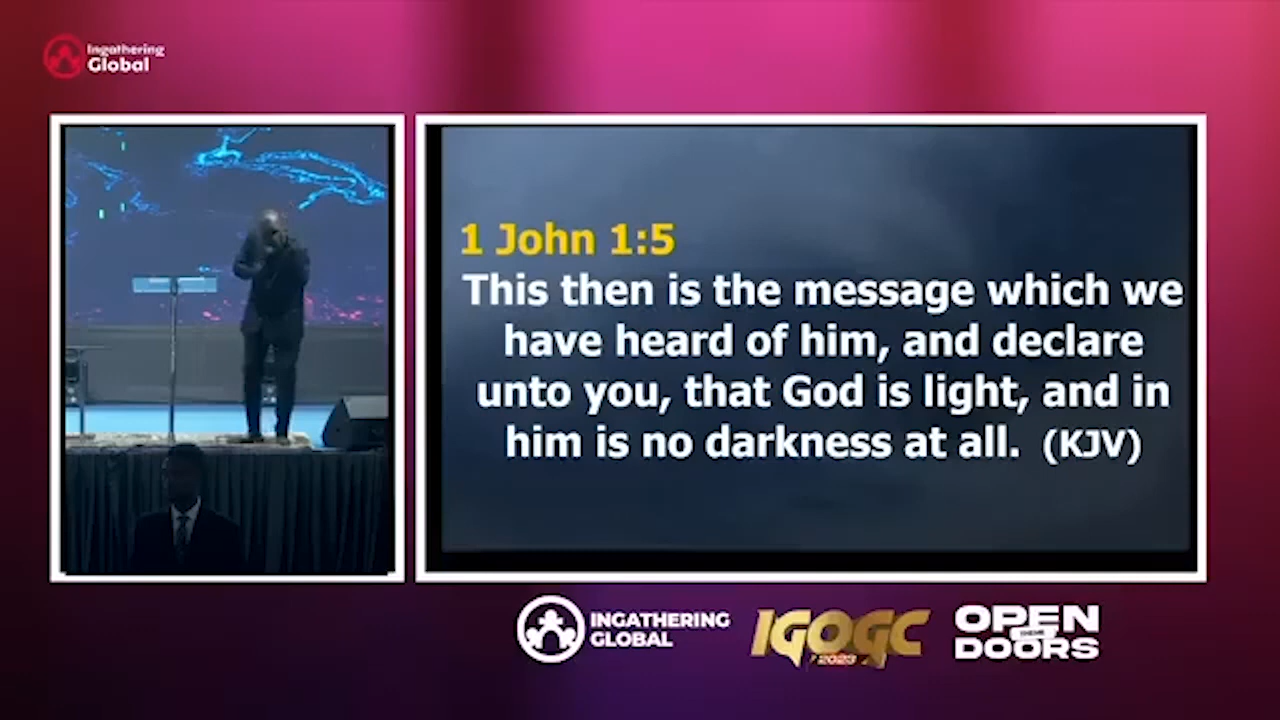 Ingathering
Global
1 John 1:5
This then is the message which we
have heard of him, and declare
unto you, that God is light, and in
him is no darkness at all. (KJV)
INGATHERING
GLOBAL
IGOGC
2023
OPEN
DOORS